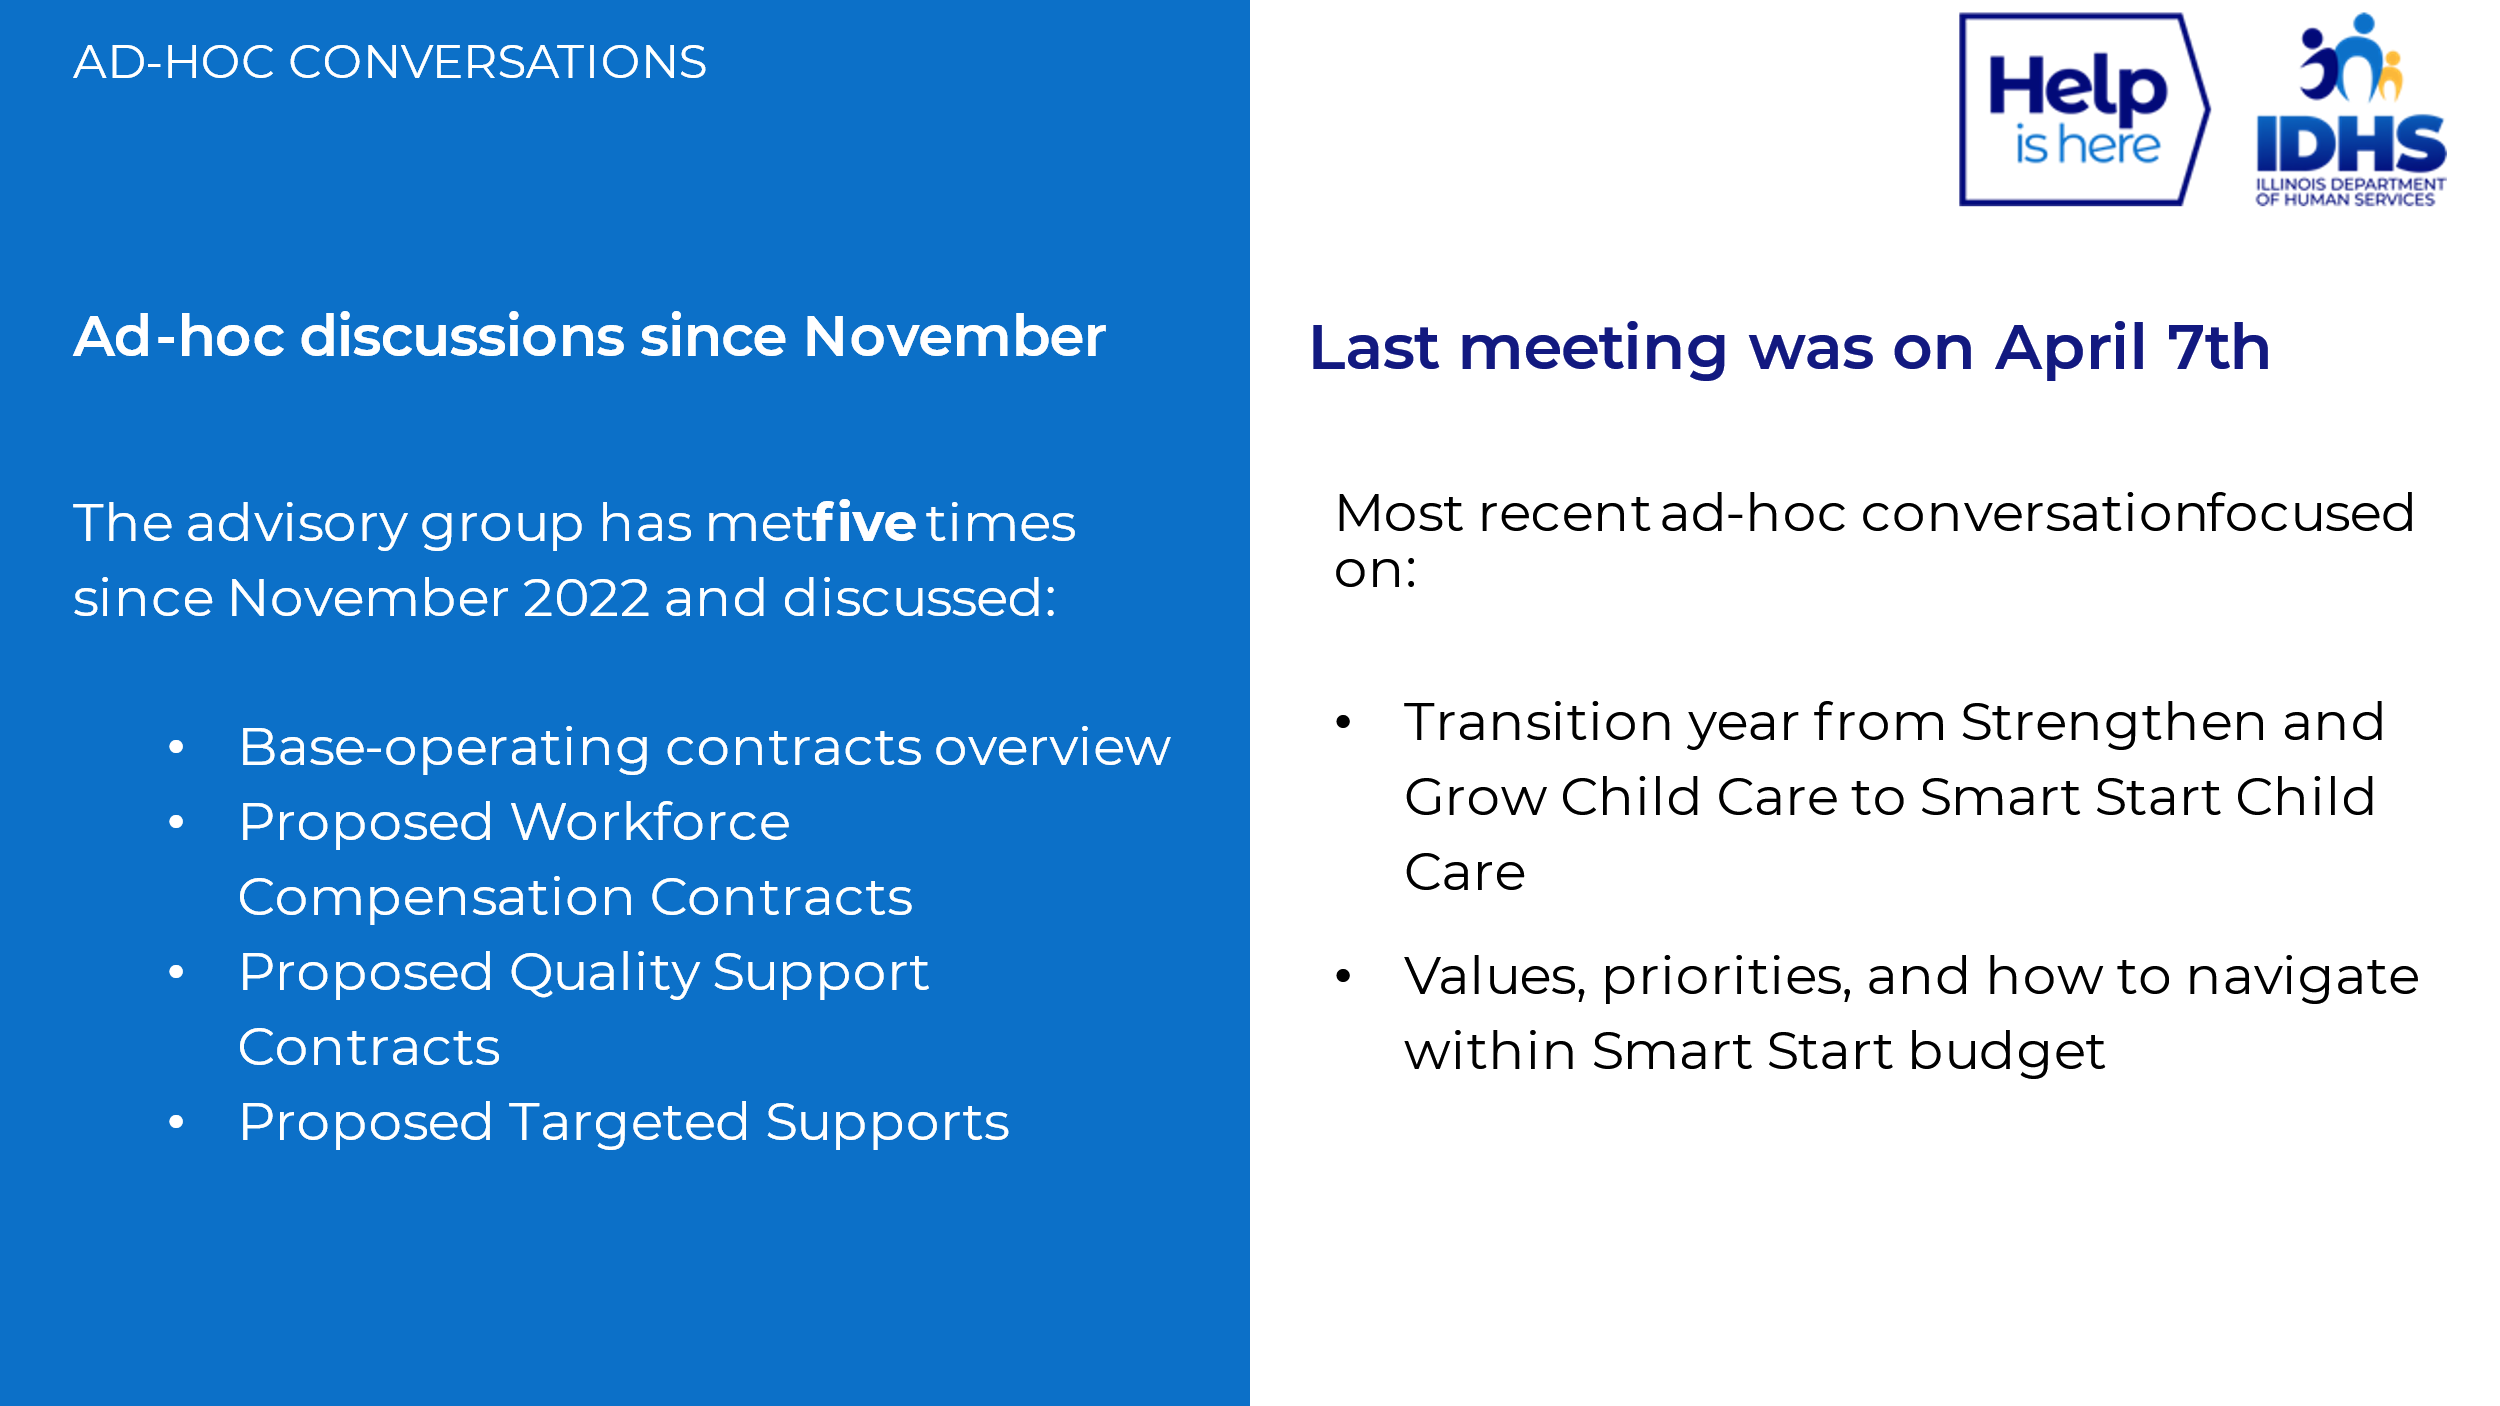 AD-HOC CONVERSATIONS
Help
is here
IDHS
ILLINOIS DEPARTMENT
OF HUMAN SERVICES
Ad-hoc discussions since November
The advisory group has metfive times
since November 2022 and discussed:
• Base-operating contracts overview
• Proposed Workforce
Compensation Contracts
• Proposed Quality Support
Contracts
• Proposed Targeted Supports
Last meeting was on April 7th
Most recent ad-hoc conversationfocused
on:
• Transition year from Strengthen and
Grow Child Care to Smart Start Child
Care
• Values, priorities, and how to navigate
within Smart Start budget